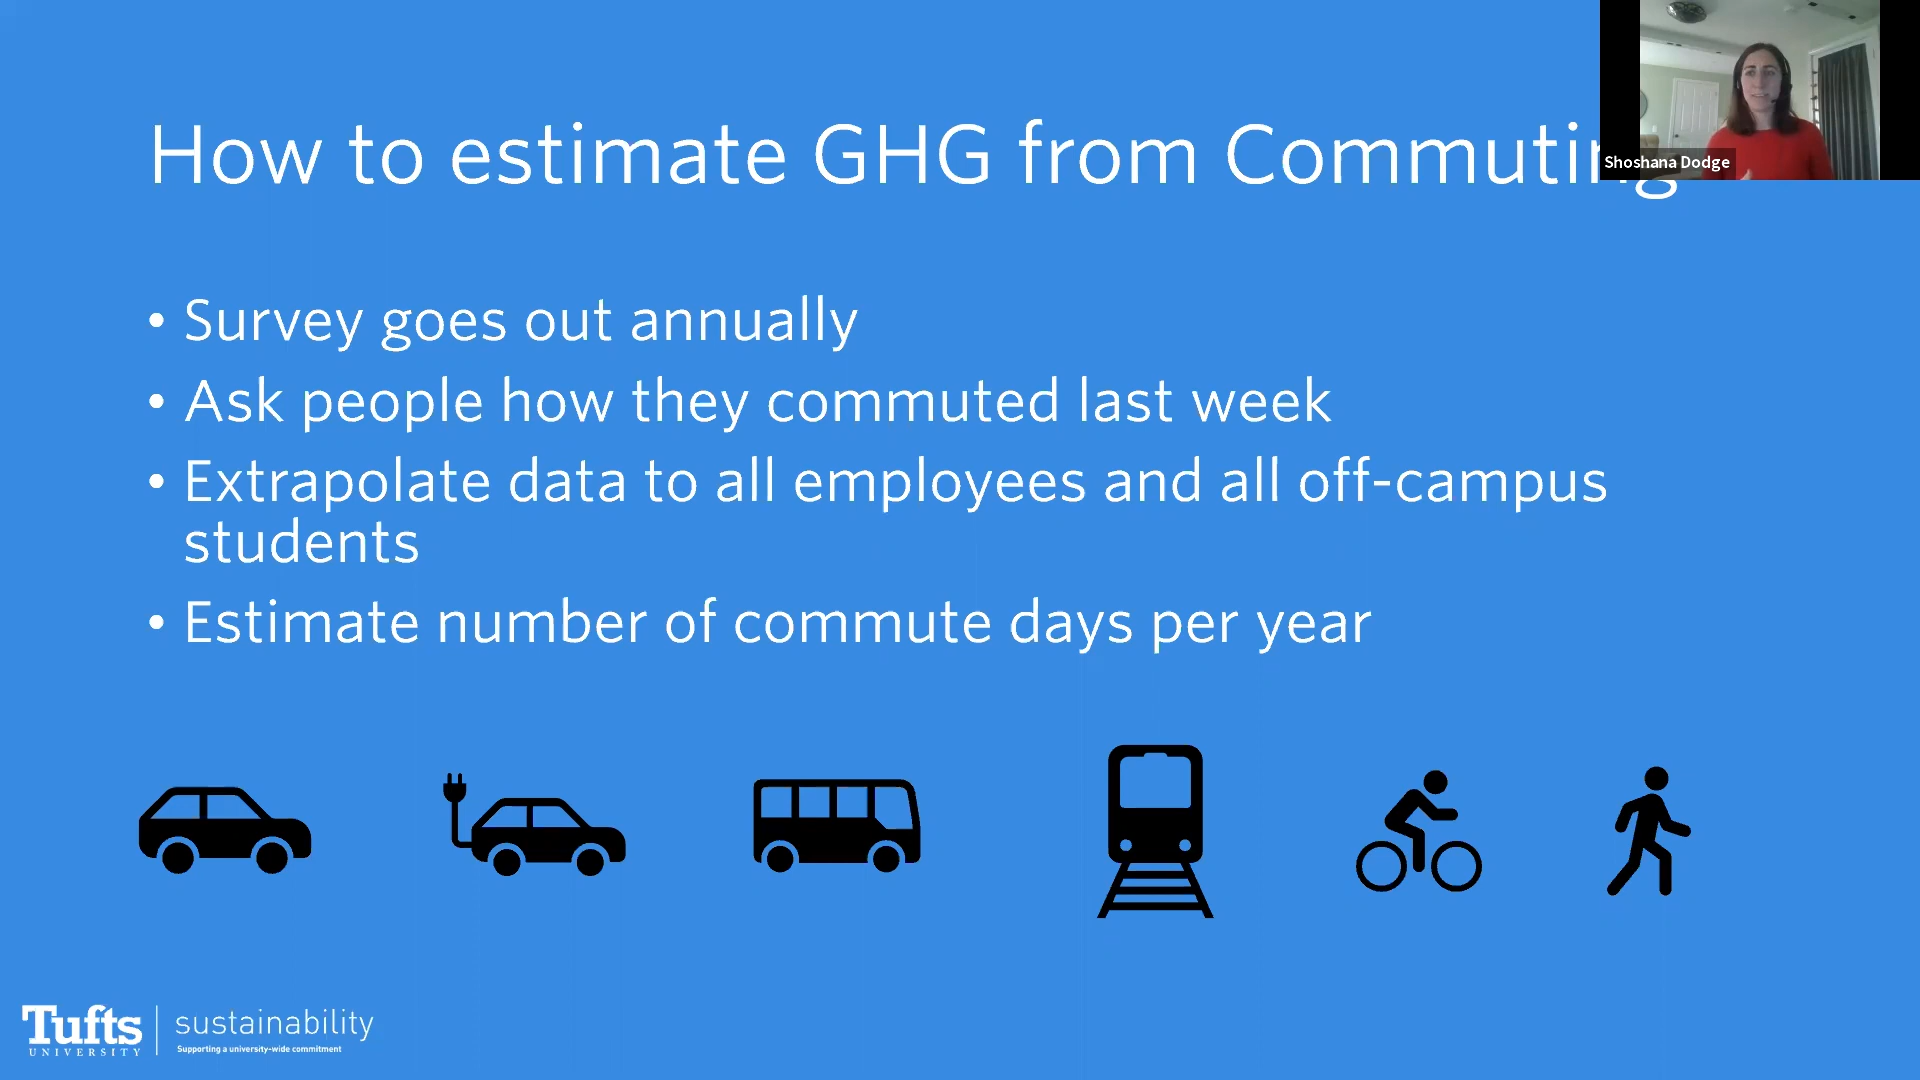 How to estimate GHG from Commuting
Shoshana Dodge
• Survey goes out annually
• Ask people how they commuted last week
• Extrapolate data to all employees and all off-campus
students
• Estimate number of commute days per year
Tufts
UNIVERSITY
sustainability
Supporting a university-wide commitment